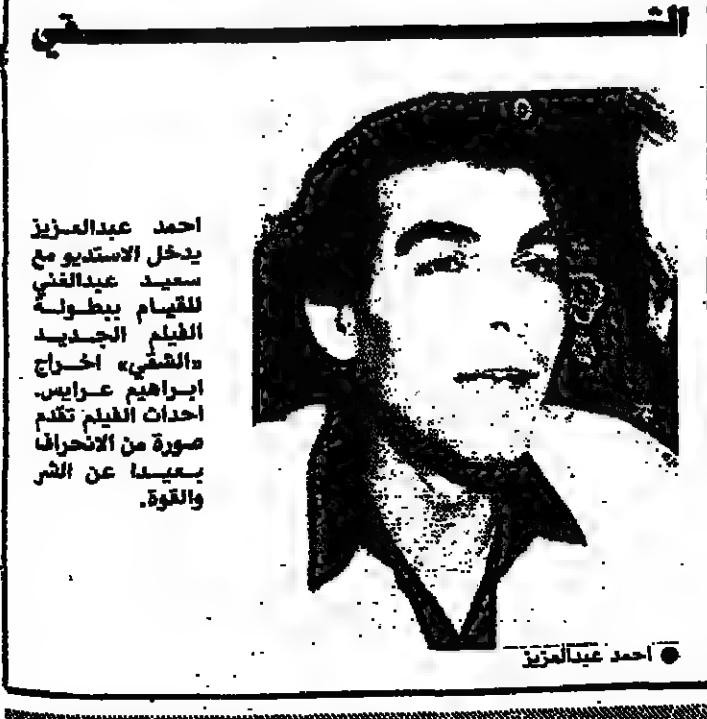 الشقي
احمد عبدالعزيز
يدخل الاستديو مع
سعيد عبدالغني
للقيام ببطولة
الفيلم الجديد
«الشقي» اخراج
ابراهيم عرايس.
احداث الفيلم تقدم
صورة من الانحراف
بعيدا عن الشر
والقوة.
● احمد عبدالعزيز